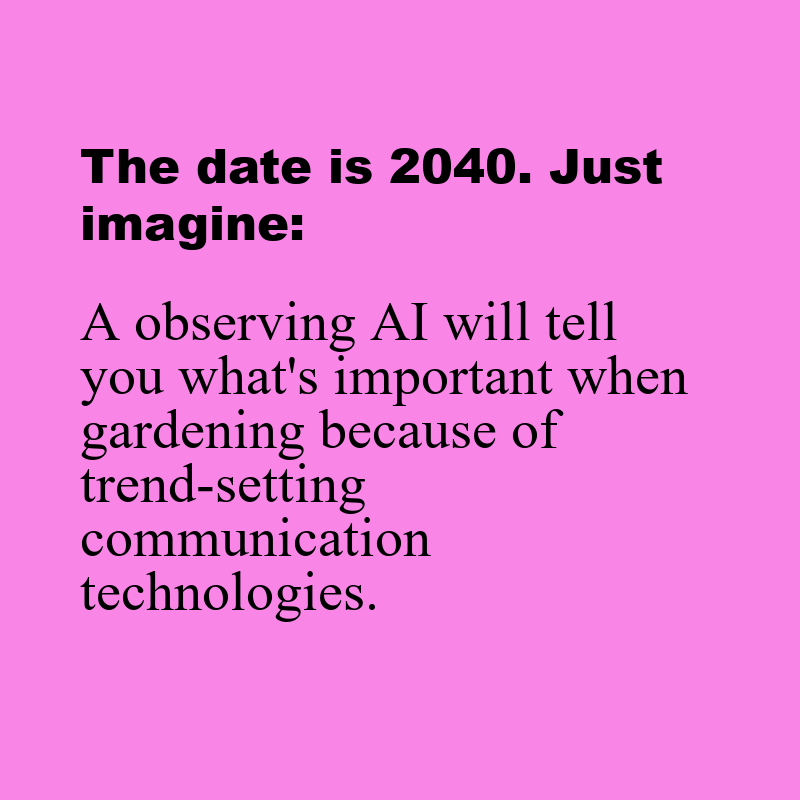 The date is 2040. Just
imagine:
A observing AI will tell
you what's important when
gardening because of
trend-setting
communication
technologies.